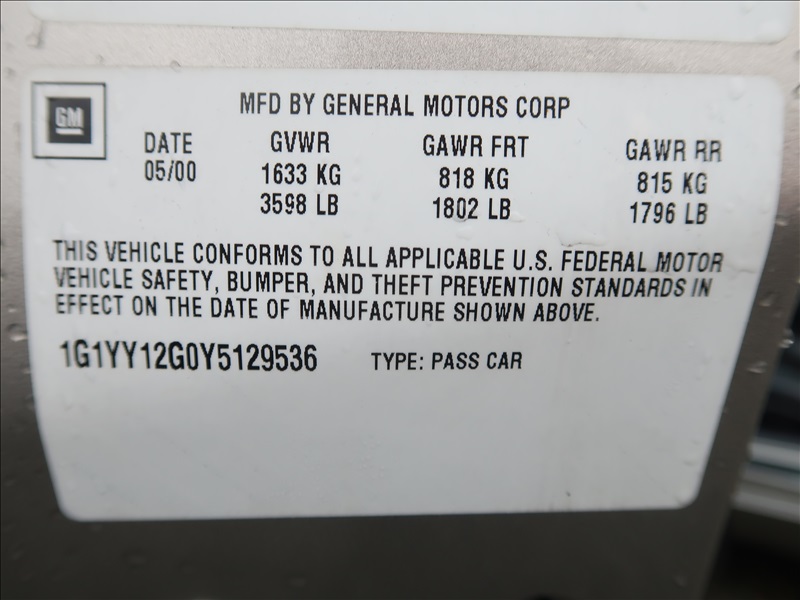 GM
MFD BY GENERAL MOTORS CORP
DATE GVWR GAWR FRT GAWR RR
05/00 1633 KG 818 KG 815 KG
3598 LB 1802 LB 1796 LB
THIS VEHICLE CONFORMS TO ALL APPLICABLE U.S. FEDERAL MOTOR
VEHICLE SAFETY, BUMPER, AND THEFT PREVENTION STANDARDS IN
EFFECT ON THE DATE OF MANUFACTURE SHOWN ABOVE.
1G1YY12G0Y5129536 TYPE: PASS CAR